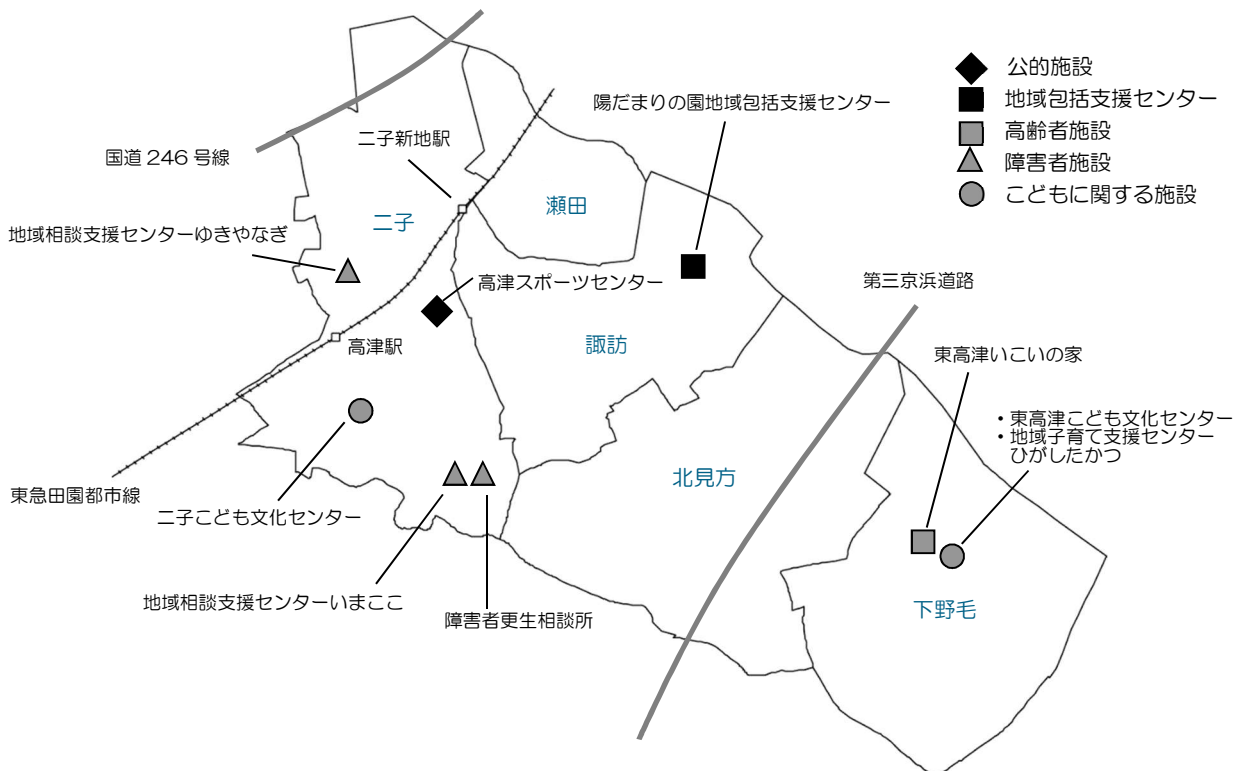 公的施設
地域包括支援センター
高齢者施設
障害者施設
こどもに関する施設
陽だまりの園地域包括支援センター
国道246号線
二子新地駅
瀬田
二子
地域相談支援センターゆきやなぎ
高津スポーツセンター
第三京浜道路
高津駅
諏訪
東高津いこいの家
・東高津こども文化センター
・地域子育て支援センター
ひがしたかつ
北見方
東急田園都市線
二子こども文化センター
地域相談支援センターいまここ
障害者更生相談所
下野毛